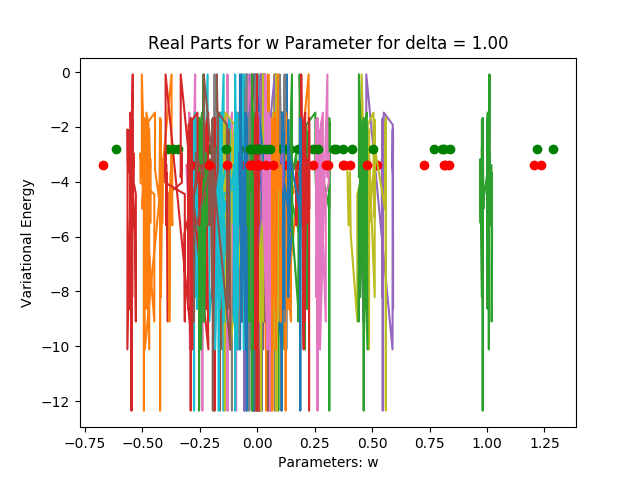 Real Parts for w Parameter for delta = 1.00
0
−2
−4
−6
−8
−10
−12
Variational Energy
−0.75 −0.50 −0.25 0.00 0.25 0.50 0.75 1.00 1.25
Parameters: w